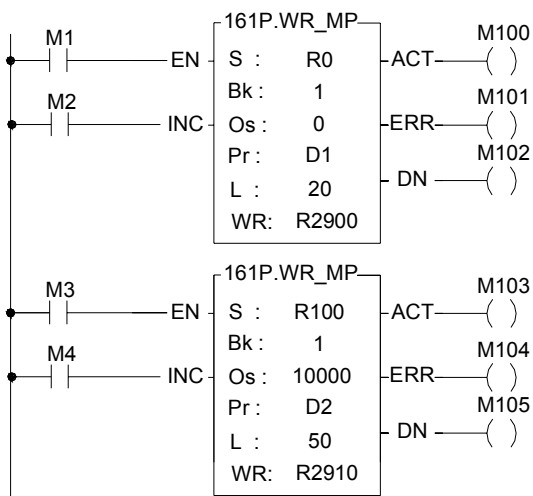 161P.WR_MP
M1
M100
EN S : R0 ACT
M2
Bk : 1
M101
INC Os : 0 ERR
Pr : D1
M102
L : 20 DN
WR: R2900
161P.WR_MP
M3
M103
EN S : R100 ACT
M4
Bk : 1
M104
INC Os : 10000 ERR
Pr : D2
M105
L : 50 DN
WR: R2910